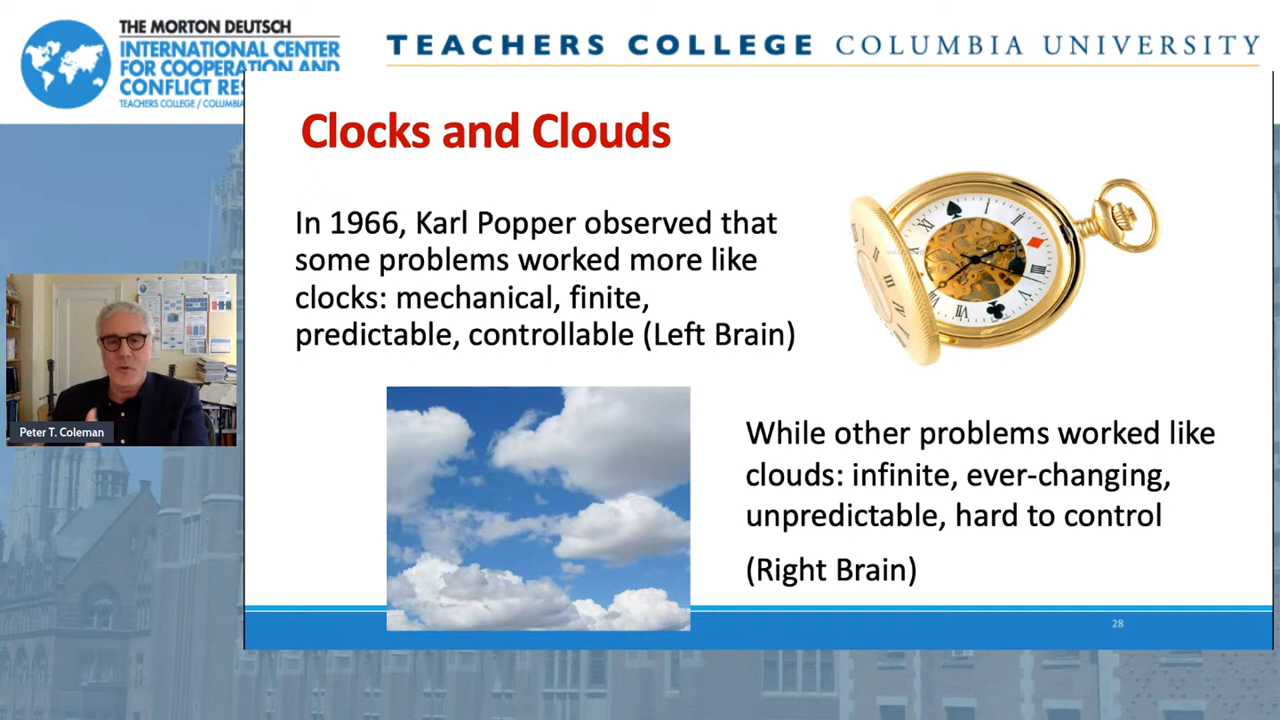 THE MORTON DEUTSCH
INTERNATIONAL CENTER
FOR COOPERATION AND
CONFLICT RES
TEACHERS COLLEGE / COLUMBIA
TEACHERS COLLEGE COLUMBIA UNIVERSITY
Clocks and Clouds
In 1966, Karl Popper observed that
some problems worked more like
clocks: mechanical, finite,
predictable, controllable (Left Brain)
Peter T. Coleman
While other problems worked like
clouds: infinite, ever-changing,
unpredictable, hard to control
(Right Brain)
28